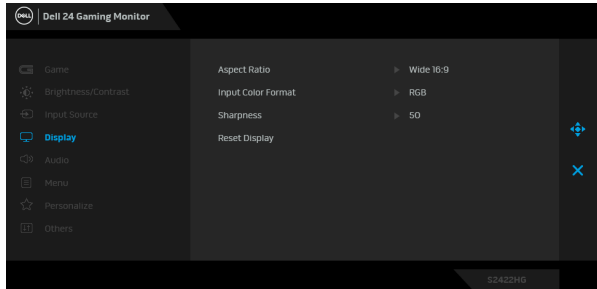 DELL
Dell 24 Gaming Monitor
Game
Brightness/Contrast
Input Source
Display
Audio
Menu
Personalize
Others
Aspect Ratio Wide 16:9
Input Color Format RGB
Sharpness 50
Reset Display
S2422HG